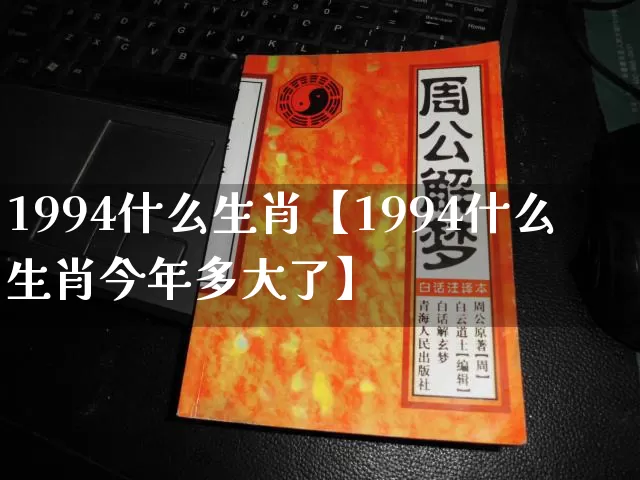 1994什么生肖【1994什么
生肖今年多大了】
周公解梦
白话注译本
周公原著【周】
白云道士【编辑】
白话解玄梦
青海人民出版社